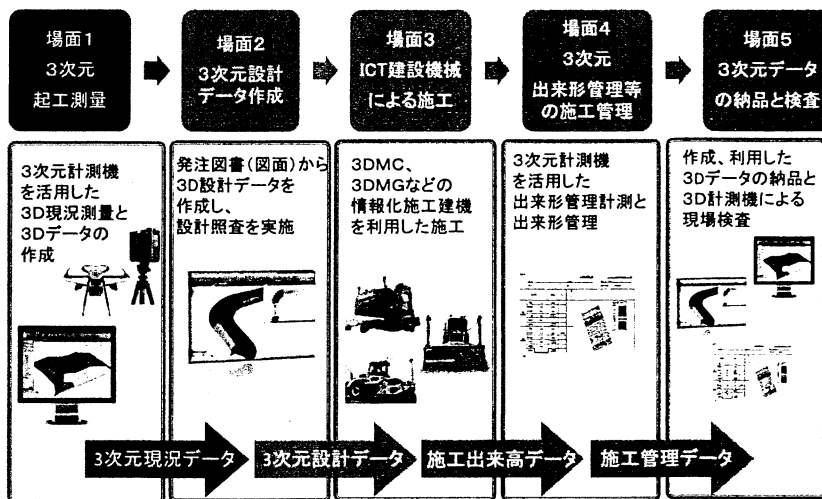 場面1
3次元
起工測量
場面2
3次元設計
データ作成
場面3
ICT建設機械
による施工
場面4
3次元
出来形管理等
の施工管理
場面5
3次元データ
の納品と検査
3次元計測機
を活用した
3D現況測量と
3Dデータの
作成
発注図書(図面)から
3D設計データを
作成し、
設計照査を実施
3DMC、
3DMGなどの
情報化施工建機
を利用した施工
3次元計測機
を活用した
出来形管理計測と
出来形管理
作成、利用した
3Dデータの納品と
3D計測機による
現場検査
3次元現況データ
3次元設計データ
施工出来高データ
施工管理データ